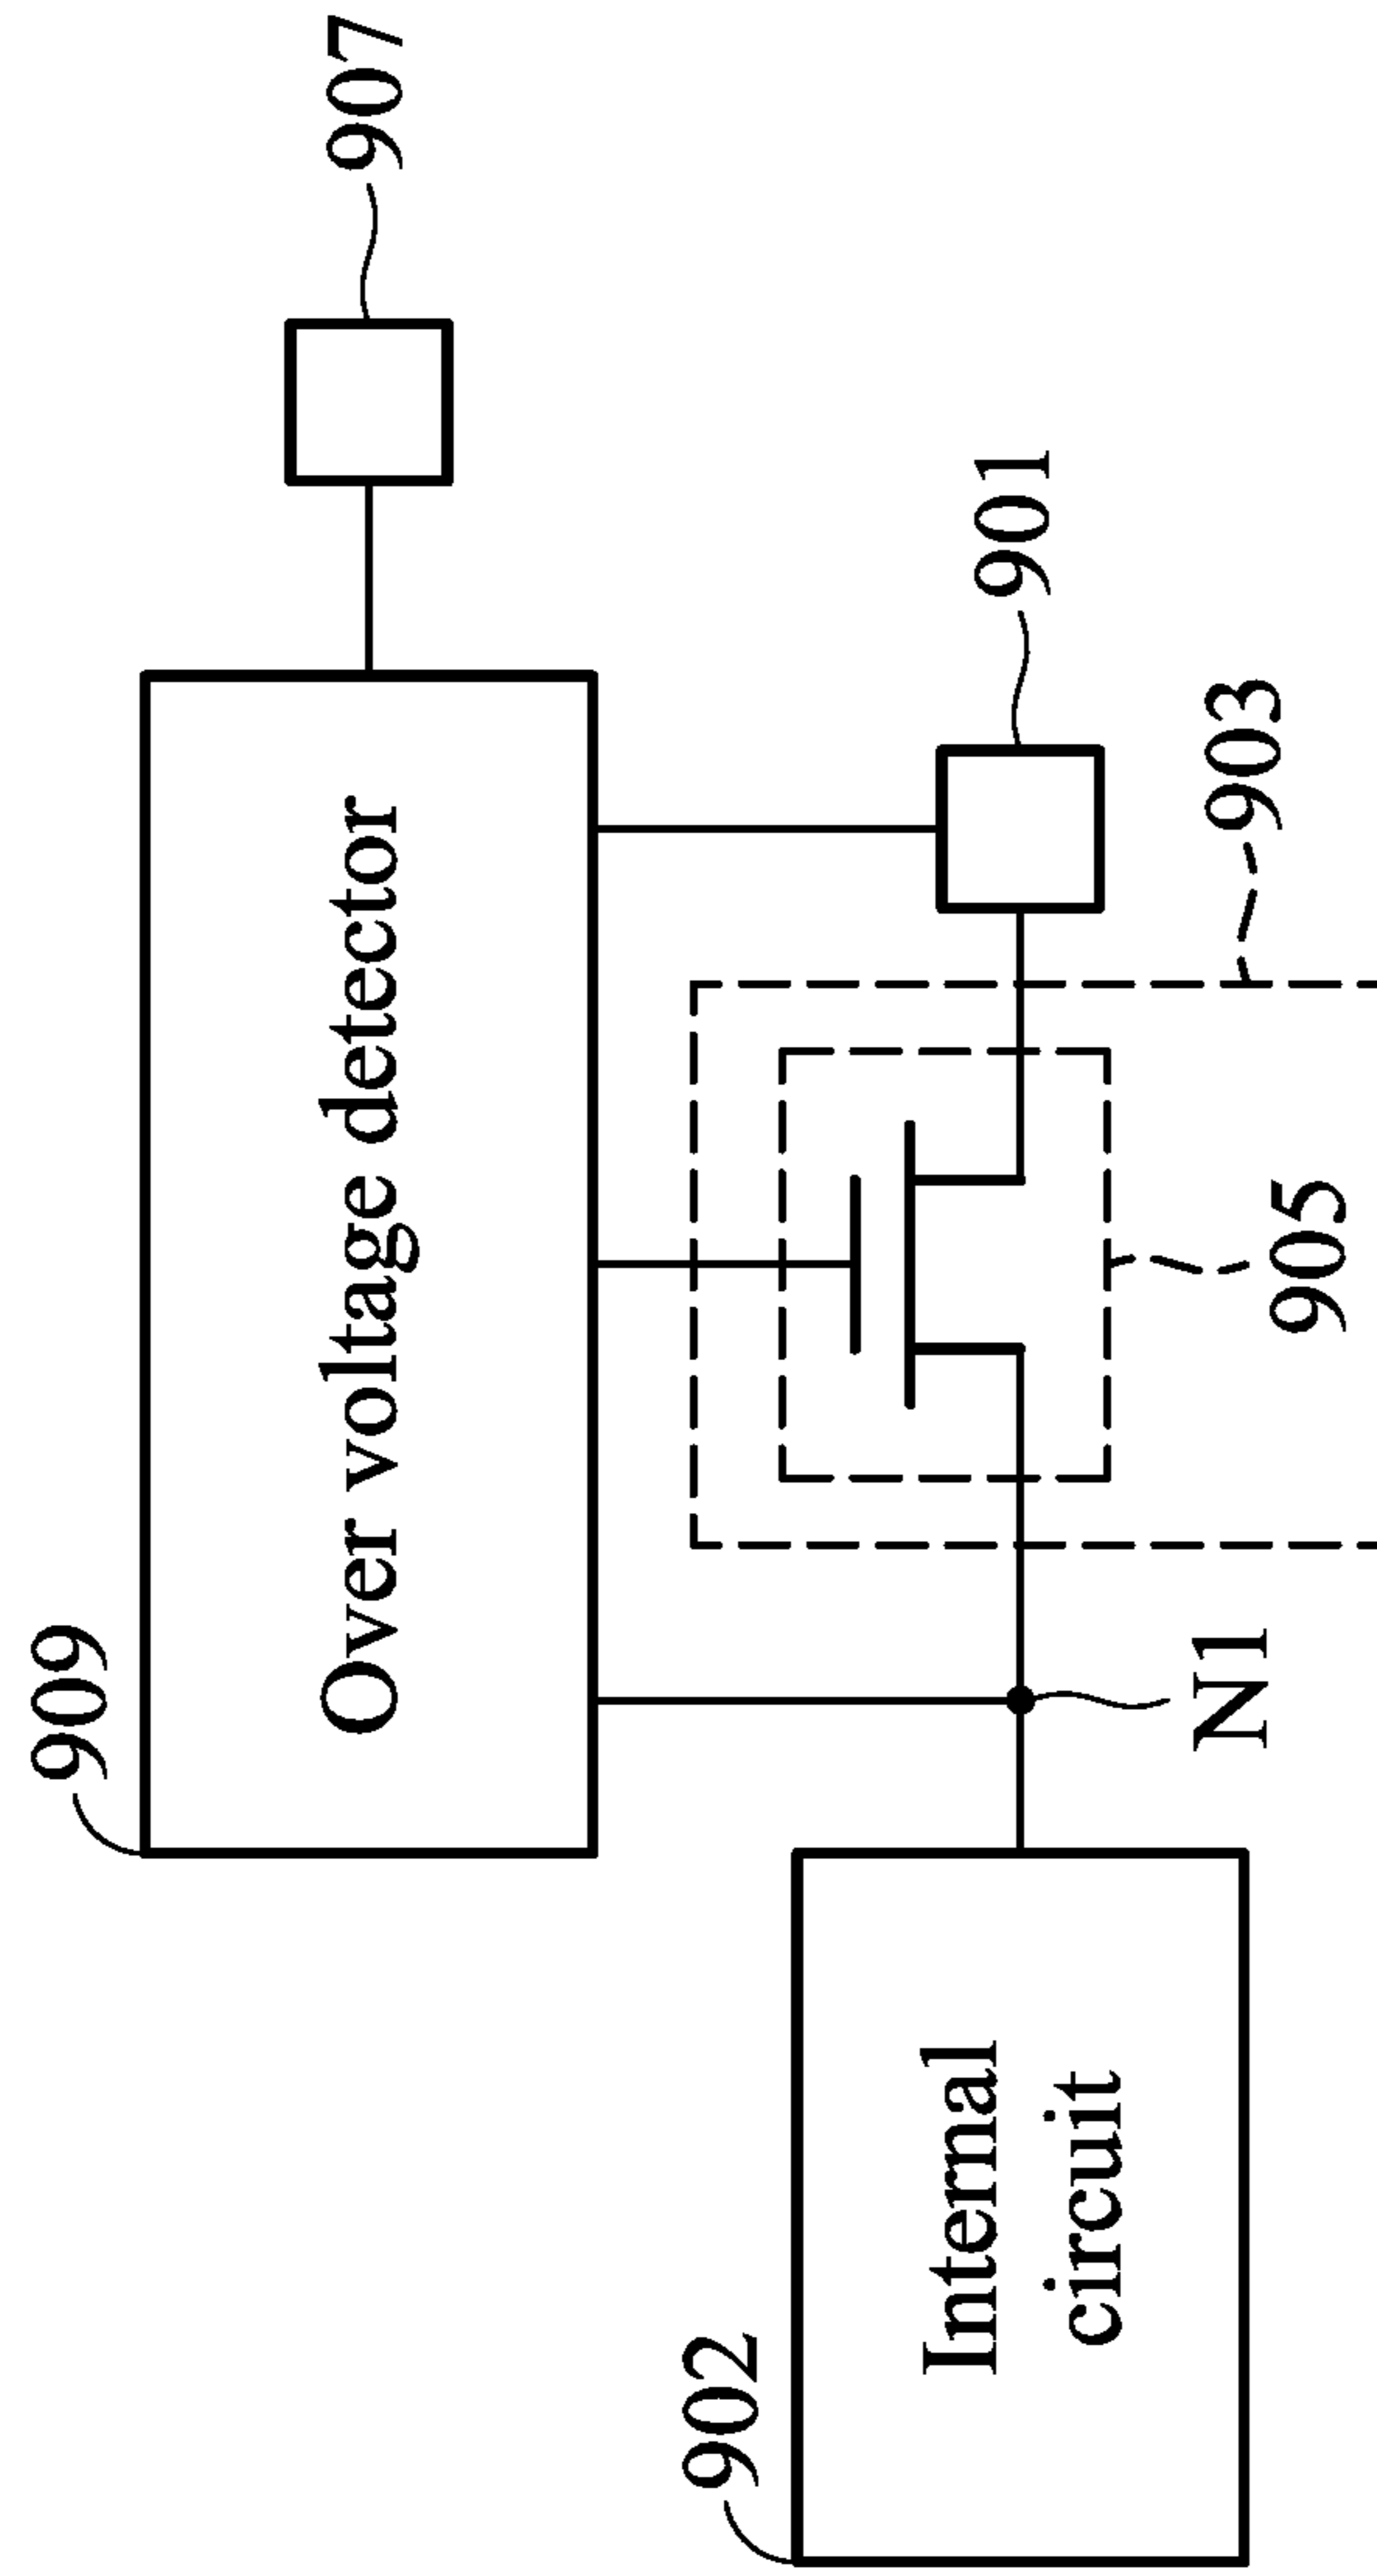 909
Over voltage detector
907
902
Internal
circuit
N1
905
903
901